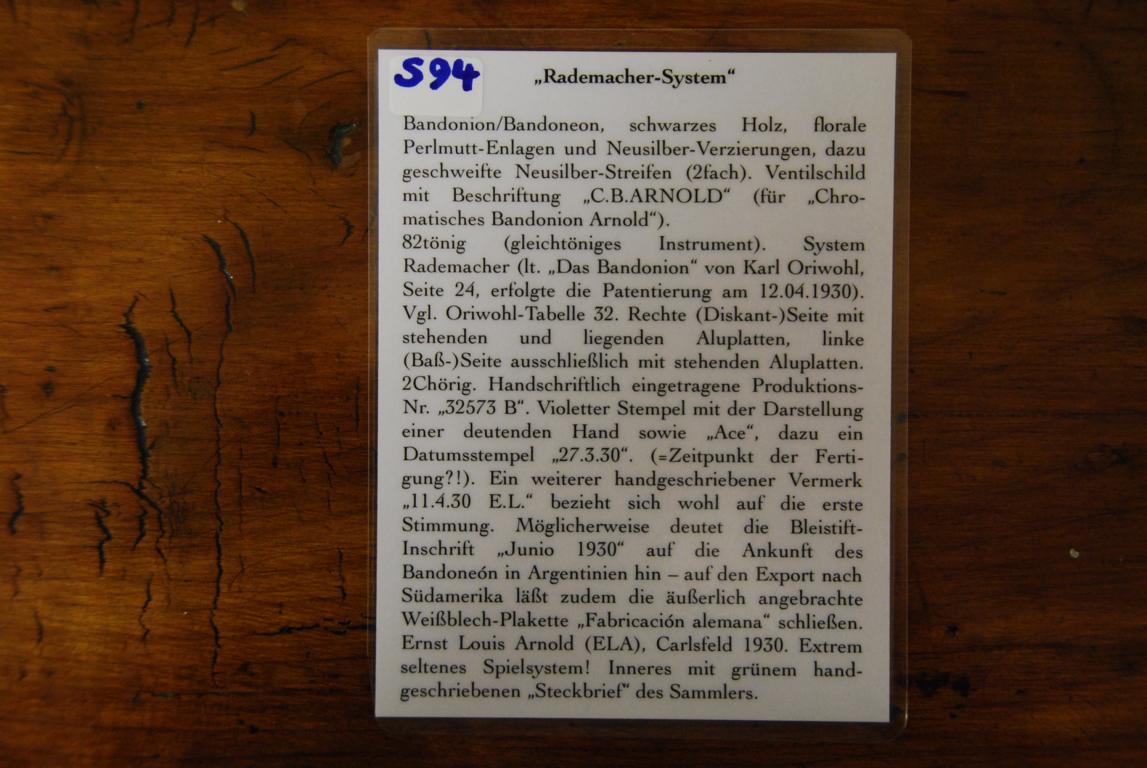 S94
„Rademacher-System“
Bandonion/Bandoneon, schwarzes Holz, florale
Perlmutt-Enlagen und Neusilber-Verzierungen, dazu
geschweifte Neusilber-Streifen (2fach). Ventilschild
mit Beschriftung „C.B.ARNOLD“ (für „Chro-
matisches Bandonion Arnold“).
82tönig (gleichtöniges Instrument). System
Rademacher (lt. „Das Bandonion“ von Karl Oriwohl,
Seite 24, erfolgte die Patentierung am 12.04.1930).
Vgl. Oriwohl-Tabelle 32. Rechte (Diskant-)Seite mit
stehenden und liegenden Aluplatten, linke
(Baß-)Seite ausschließlich mit stehenden Aluplatten.
2Chörig. Handschriftlich eingetragene Produktions-
Nr. „32573 B“. Violetter Stempel mit der Darstellung
einer deutenden Hand sowie „Ace“, dazu ein
Datumsstempel „27.3.30“. (=Zeitpunkt der Ferti-
gung?!). Ein weiterer handgeschriebener Vermerk
„11.4.30 E.L.“ bezieht sich wohl auf die erste
Stimmung. Möglicherweise deutet die Bleistift-
Inschrift „Junio 1930“ auf die Ankunft des
Bandoneón in Argentinien hin – auf den Export nach
Südamerika läßt zudem die äußerlich angebrachte
Weißblech-Plakette „Fabricación alemana“ schließen.
Ernst Louis Arnold (ELA), Carlsfeld 1930. Extrem
seltenes Spielsystem! Inneres mit grünem hand-
geschriebenen „Steckbrief“ des Sammlers.